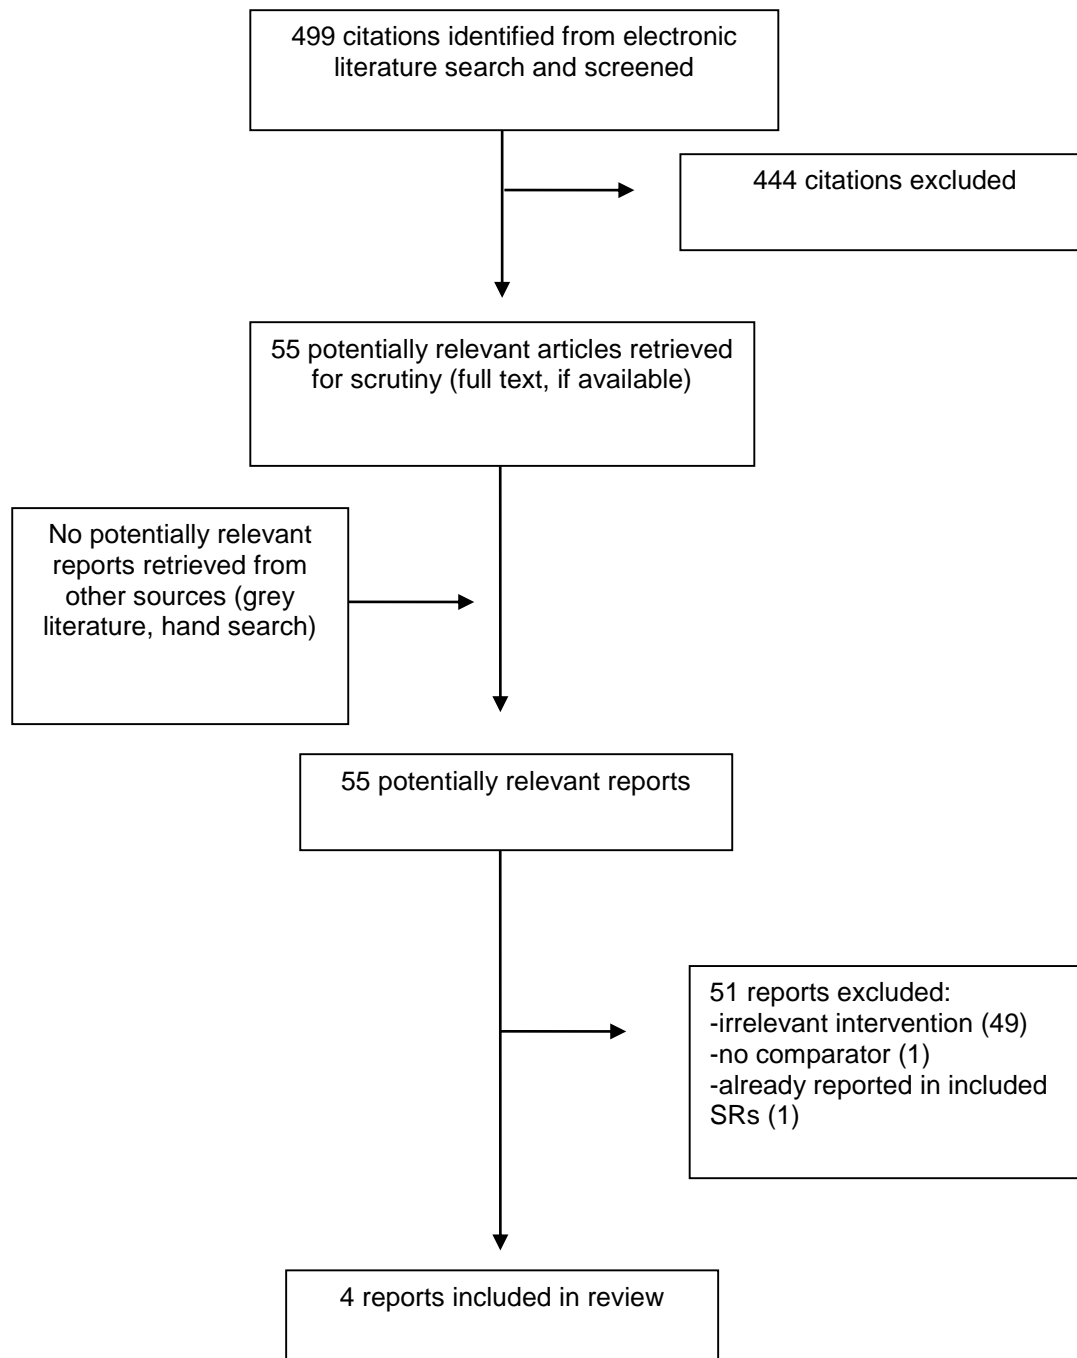 499 citations identified from electronic
literature search and screened
444 citations excluded
55 potentially relevant articles retrieved
for scrutiny (full text, if available)
No potentially relevant
reports retrieved from
other sources (grey
literature, hand search)
55 potentially relevant reports
51 reports excluded:
-irrelevant intervention (49)
-no comparator (1)
-already reported in included
SRs (1)
4 reports included in review